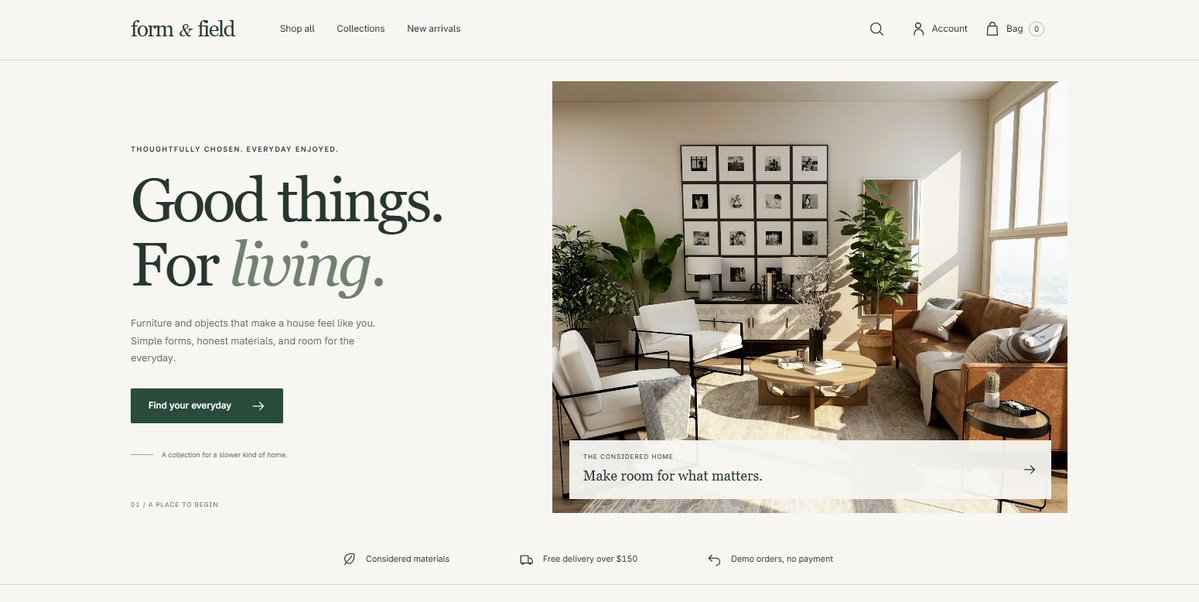 form & field
Shop all
Collections
New arrivals
Account
Bag
0
THOUGHTFULLY CHOSEN. EVERYDAY ENJOYED.
Good things.
For living.
Furniture and objects that make a house feel like you.
Simple forms, honest materials, and room for the
everyday.
Find your everyday
A collection for a slower kind of home.
01 / A PLACE TO BEGIN
THE CONSIDERED HOME
Make room for what matters.
Considered materials
Free delivery over $150
Demo orders, no payment